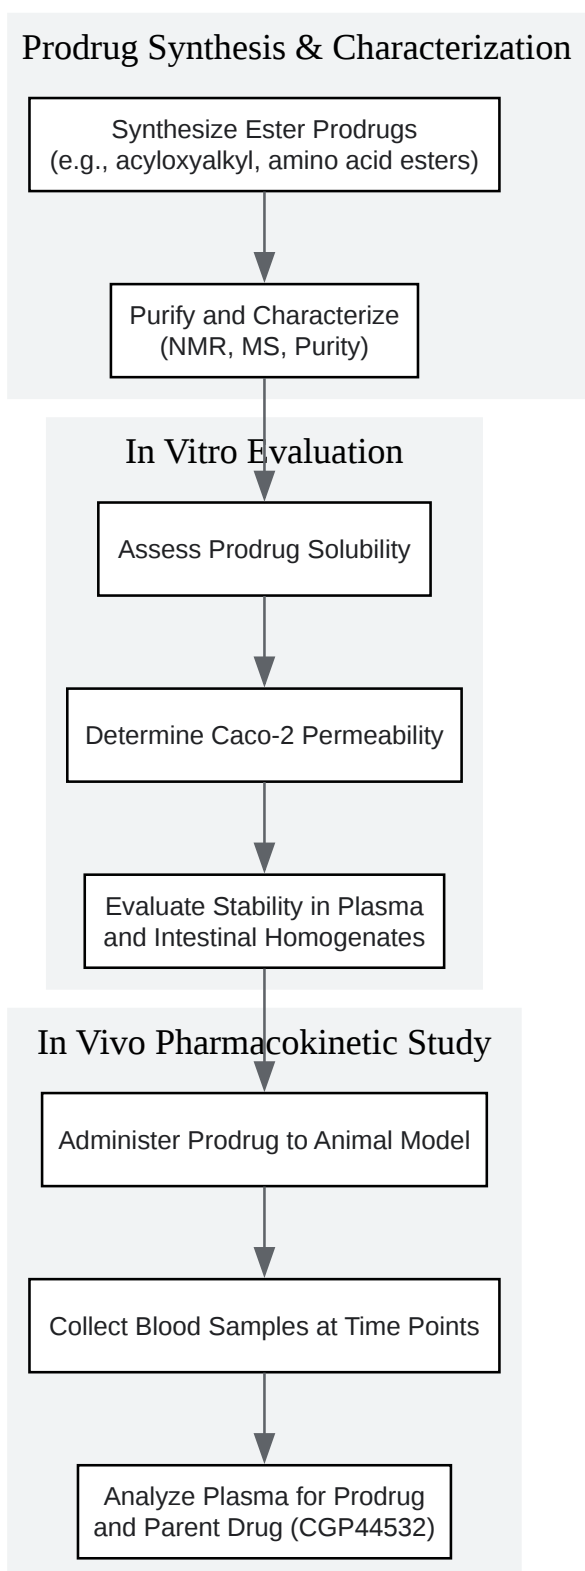 Prodrug Synthesis & Characterization
Synthesize Ester Prodrugs
(e.g., acyloxyalkyl, amino acid esters)
Purify and Characterize
(NMR, MS, Purity)
In Vitro Evaluation
Assess Prodrug Solubility
Determine Caco-2 Permeability
Evaluate Stability in Plasma
and Intestinal Homogenates
In Vivo Pharmacokinetic Study
Administer Prodrug to Animal Model
Collect Blood Samples at Time Points
Analyze Plasma for Prodrug
and Parent Drug (CGP44532)